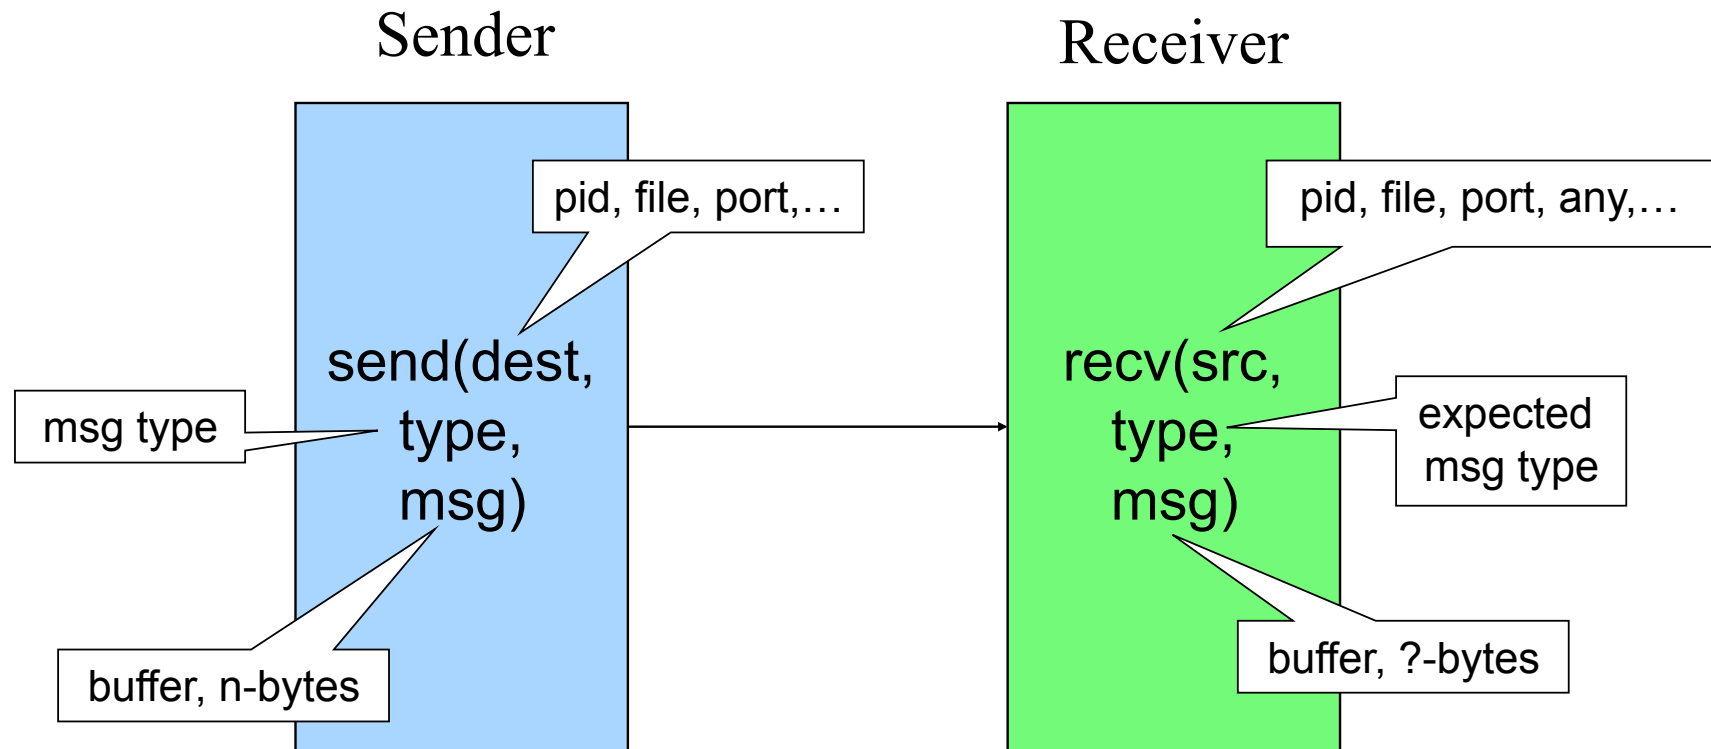 Sender
Receiver
pid, file, port,…
pid, file, port, any,…
send(dest,
type,
msg)
recv(src,
type,
msg)
msg type
expected
msg type
buffer, n-bytes
buffer, ?-bytes